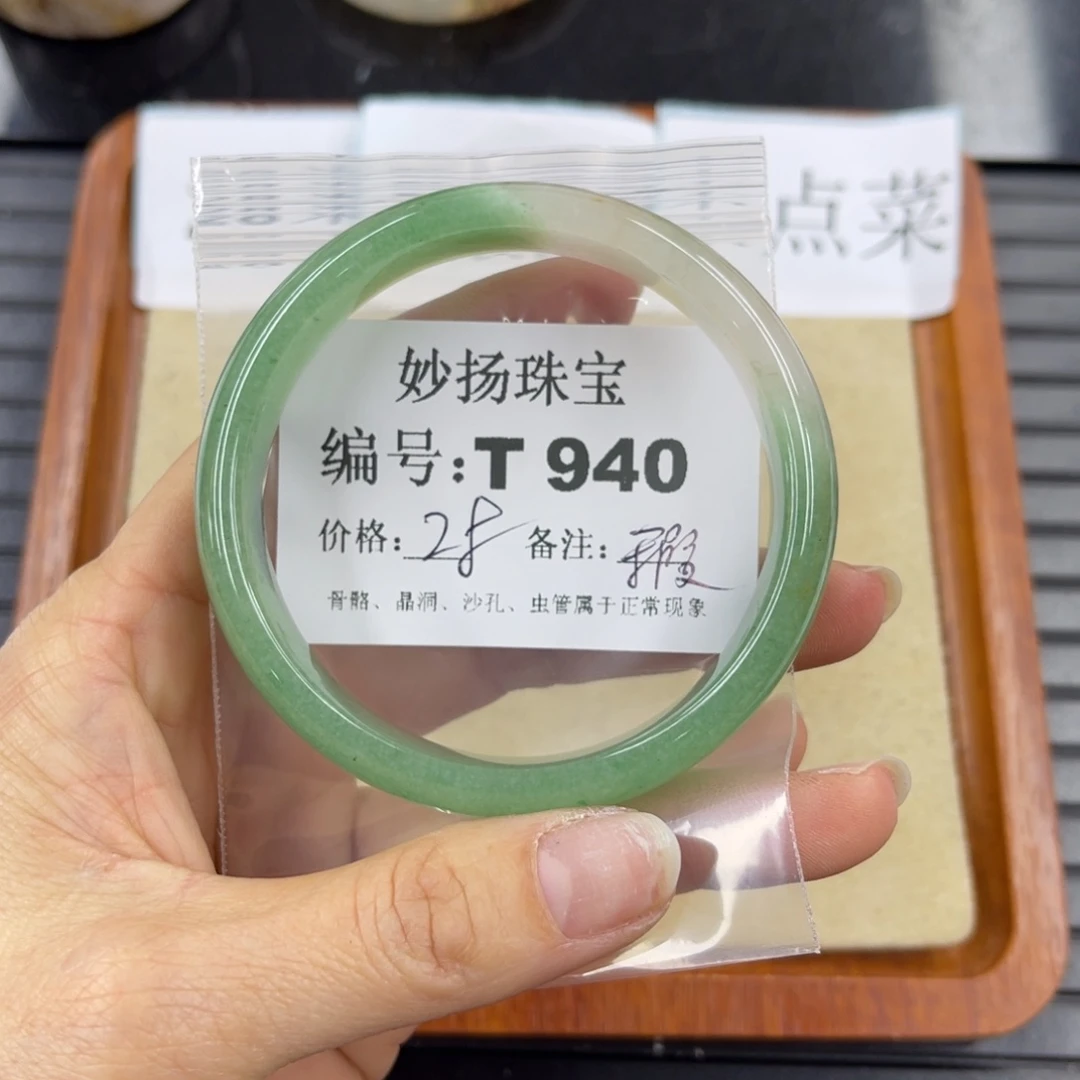 点菜
妙扬珠宝
编号:T 940
价格:28 备注:瑕
骨骼、晶洞、沙孔、虫管属于正常现象